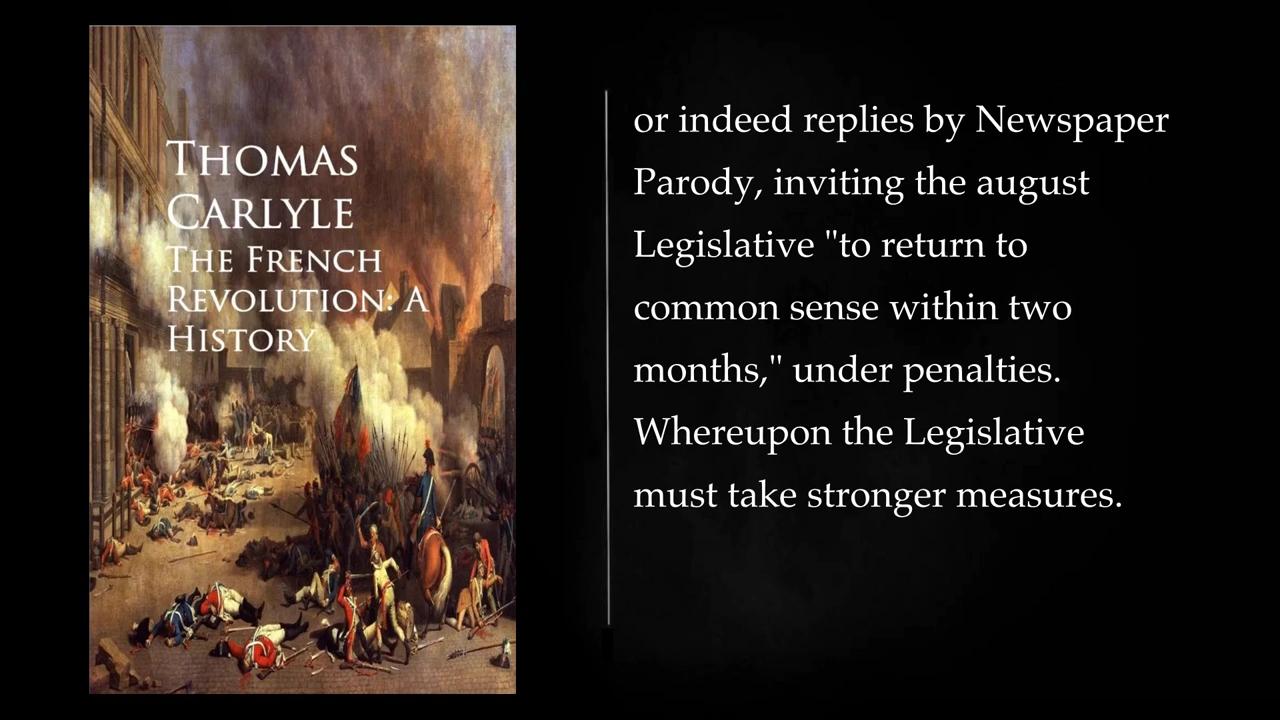 THOMAS
CARLYLE
THE FRENCH
REVOLUTION: A
HISTORY
or indeed replies by Newspaper
Parody, inviting the august
Legislative "to return to
common sense within two
months," under penalties.
Whereupon the Legislative
must take stronger measures.